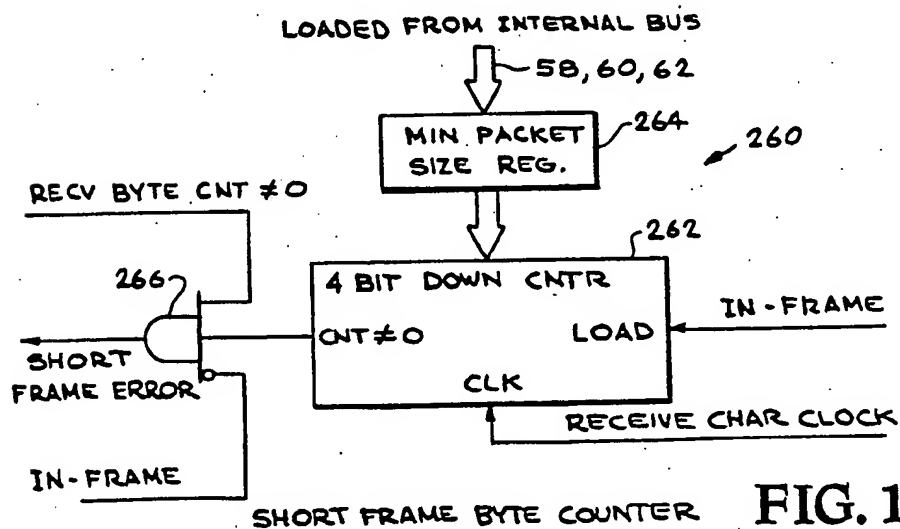 LOADED FROM INTERNAL BUS
58, 60, 62
MIN PACKET
SIZE REG.
264
260
RECV BYTE CNT ≠ 0
262
266
4 BIT DOWN CNTR
IN-FRAME
CNT ≠ 0
LOAD
SHORT
FRAME ERROR
CLK
RECEIVE CHAR CLOCK
IN-FRAME
SHORT FRAME BYTE COUNTER
FIG. 1